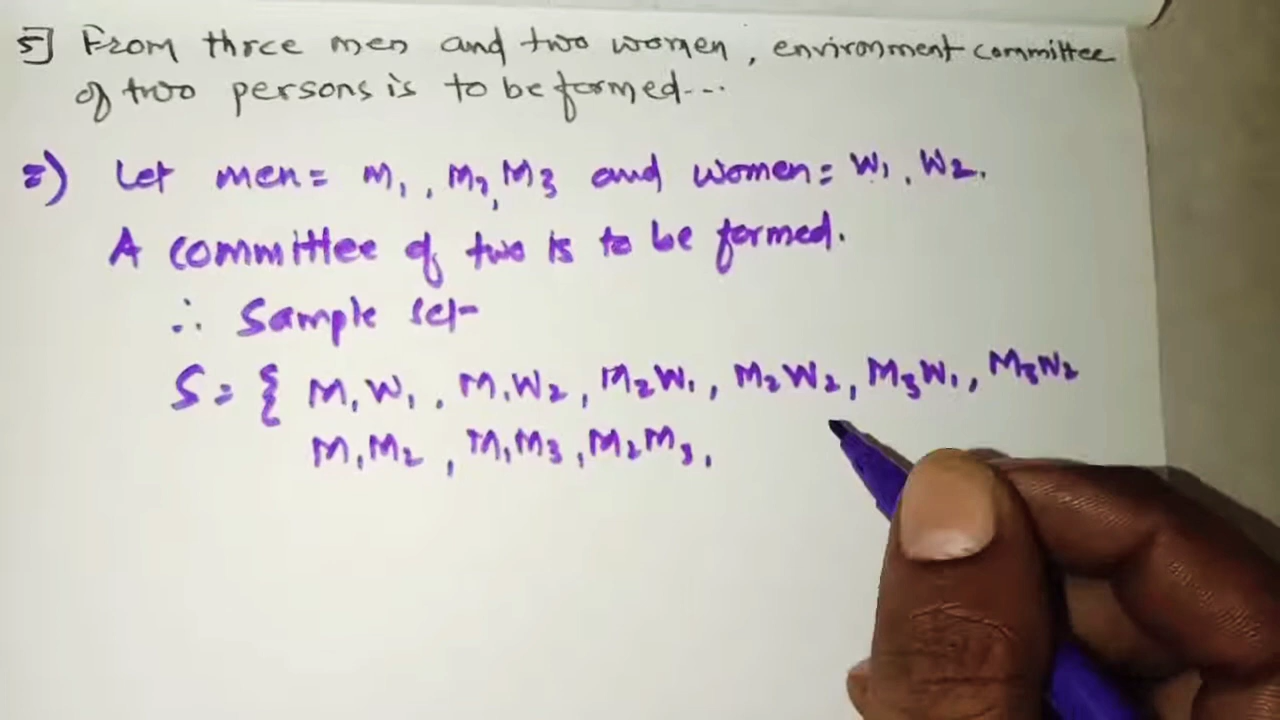 5] From three men and two women, environment committee
of two persons is to be formed...
=) Let men = M₁, M₂, M₃ and women = W₁, W₂.
A committee of two is to be formed.
∴ Sample set
S = { M₁W₁, M₁W₂, M₂W₁, M₂W₂, M₃W₁, M₃W₂
M₁M₂, M₁M₃, M₂M₃,